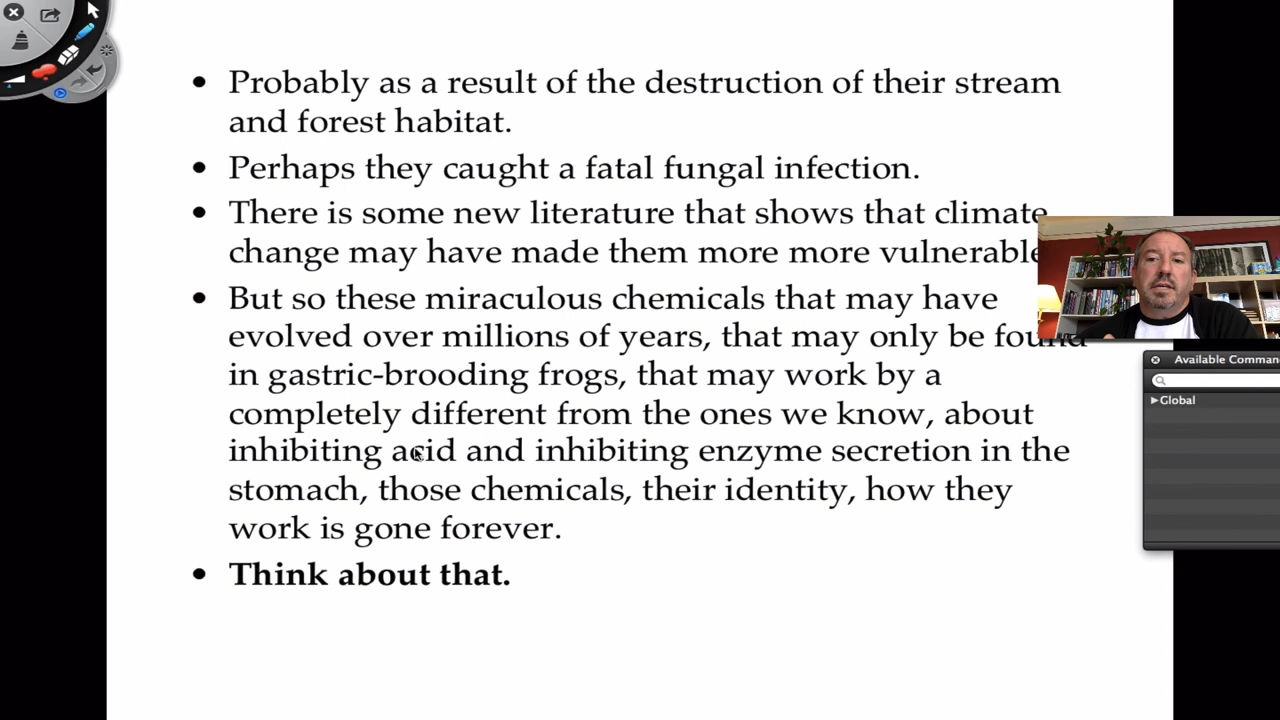 • Probably as a result of the destruction of their stream
and forest habitat.
• Perhaps they caught a fatal fungal infection.
• There is some new literature that shows that climate
change may have made them more more vulnerable
• But so these miraculous chemicals that may have
evolved over millions of years, that may only be found
in gastric-brooding frogs, that may work by a
completely different from the ones we know, about
inhibiting acid and inhibiting enzyme secretion in the
stomach, those chemicals, their identity, how they
work is gone forever.
• Think about that.
Available Comman
Global